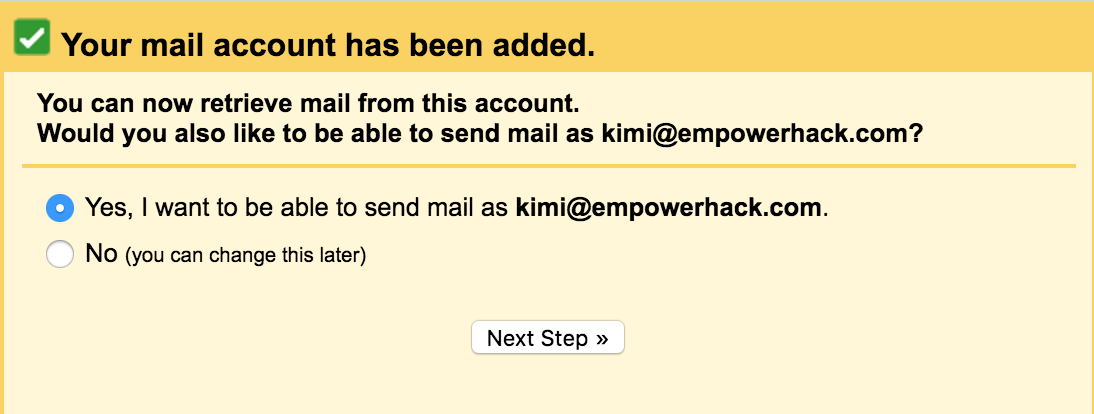 Your mail account has been added.
You can now retrieve mail from this account.
Would you also like to be able to send mail as kimi@empowerhack.com?
Yes, I want to be able to send mail as kimi@empowerhack.com.
No (you can change this later)
Next Step »